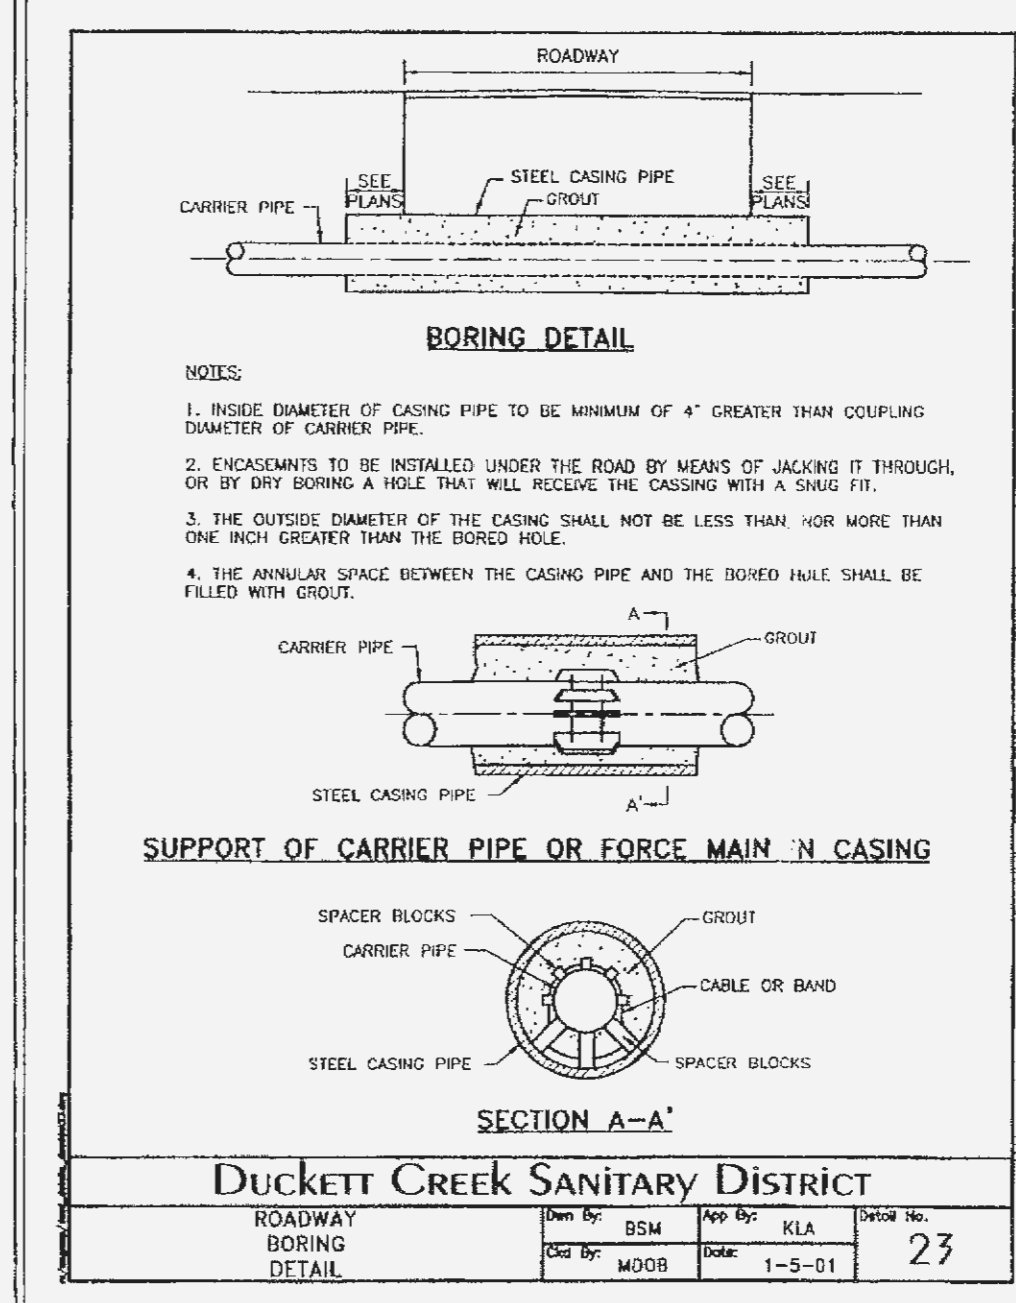 ROADWAY
SEE PLANS
STEEL CASING PIPE
GROUT
SEE PLANS
CARRIER PIPE
BORING DETAIL
NOTES:
1. INSIDE DIAMETER OF CASING PIPE TO BE MINIMUM OF 4" GREATER THAN COUPLING
DIAMETER OF CARRIER PIPE.
2. ENCASEMNTS TO BE INSTALLED UNDER THE ROAD BY MEANS OF JACKING IT THROUGH,
OR BY DRY BORING A HOLE THAT WILL RECEIVE THE CASSING WITH A SNUG FIT.
3. THE OUTSIDE DIAMETER OF THE CASING SHALL NOT BE LESS THAN, NOR MORE THAN
ONE INCH GREATER THAN THE BORED HOLE.
4. THE ANNULAR SPACE BETWEEN THE CASING PIPE AND THE BORED HOLE SHALL BE
FILLED WITH GROUT.
A
CARRIER PIPE
GROUT
STEEL CASING PIPE
A'
SUPPORT OF CARRIER PIPE OR FORCE MAIN IN CASING
SPACER BLOCKS
GROUT
CARRIER PIPE
CABLE OR BAND
STEEL CASING PIPE
SPACER BLOCKS
SECTION A-A'
DUCKETT CREEK SANITARY DISTRICT
ROADWAY
BORING
DETAIL
Dwn By: BSM
App By: KLA
Detail No. 23
Ckd By: MOOB
Date: 1-5-01